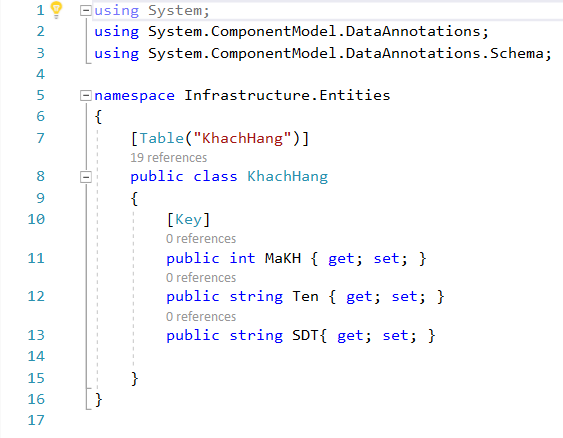 1 using System;
2 using System.ComponentModel.DataAnnotations;
3 using System.ComponentModel.DataAnnotations.Schema;
4
5 namespace Infrastructure.Entities
6 {
7 [Table("KhachHang")]
19 references
8 public class KhachHang
9 {
10 [Key]
0 references
11 public int MaKH { get; set; }
0 references
12 public string Ten { get; set; }
0 references
13 public string SDT{ get; set; }
14
15 }
16 }
17